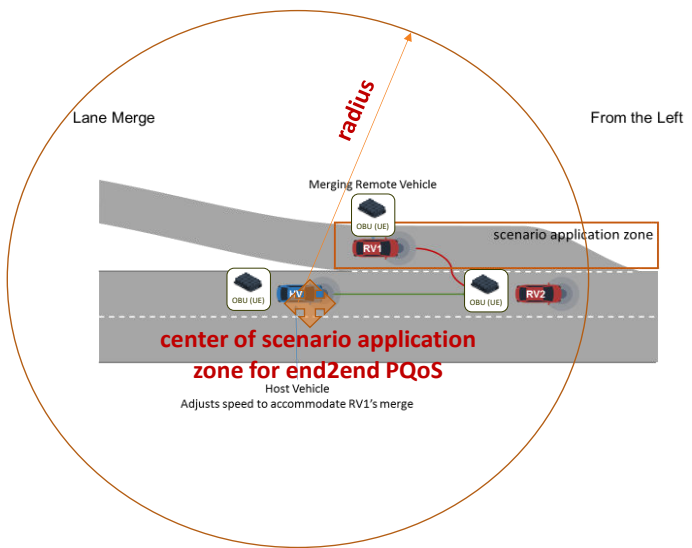 Lane Merge
From the Left
radius
Merging Remote Vehicle
OBU (UE)
scenario application zone
RV1
OBU (UE)
HV
OBU (UE)
RV2
center of scenario application
zone for end2end PQoS
Host Vehicle
Adjusts speed to accommodate RV1's merge